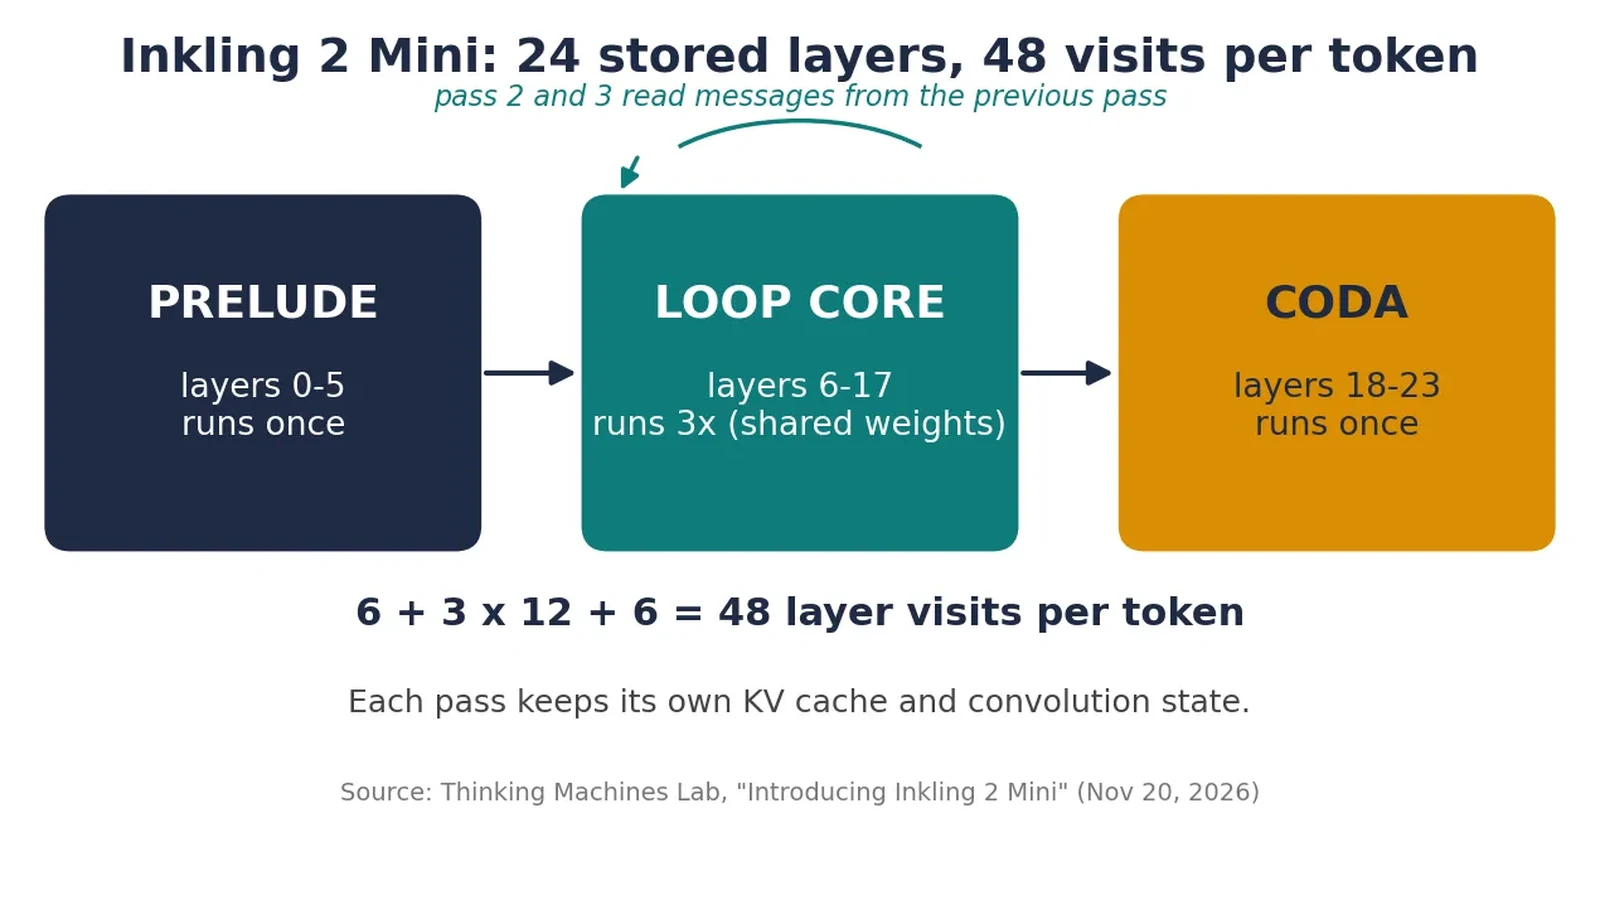 Inkling 2 Mini: 24 stored layers, 48 visits per token
pass 2 and 3 read messages from the previous pass
PRELUDE
layers 0-5
runs once
LOOP CORE
layers 6-17
runs 3x (shared weights)
CODA
layers 18-23
runs once
6 + 3 x 12 + 6 = 48 layer visits per token
Each pass keeps its own KV cache and convolution state.
Source: Thinking Machines Lab, "Introducing Inkling 2 Mini" (Nov 20, 2026)